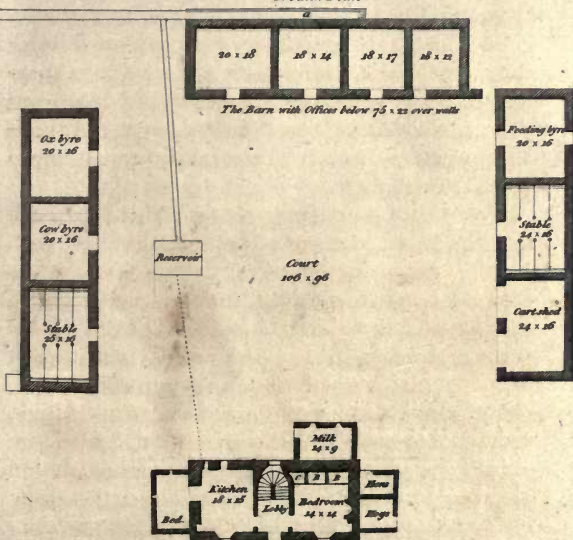 a
20 x 18
18 x 14
18 x 17
18 x 12
The Barn with Offices below 75 x 22 over walls
Ox byre
20 x 16
Feeding byre
20 x 16
Cow byre
20 x 16
Stable
24 x 16
Reservoir
Court
106 x 96
Stable
25 x 16
Cart shed
24 x 16
Milk
14 x 9
C B B
Kitchen
18 x 15
Lobby
Bedroom
14 x 14
Hens
Hogs
Bed.